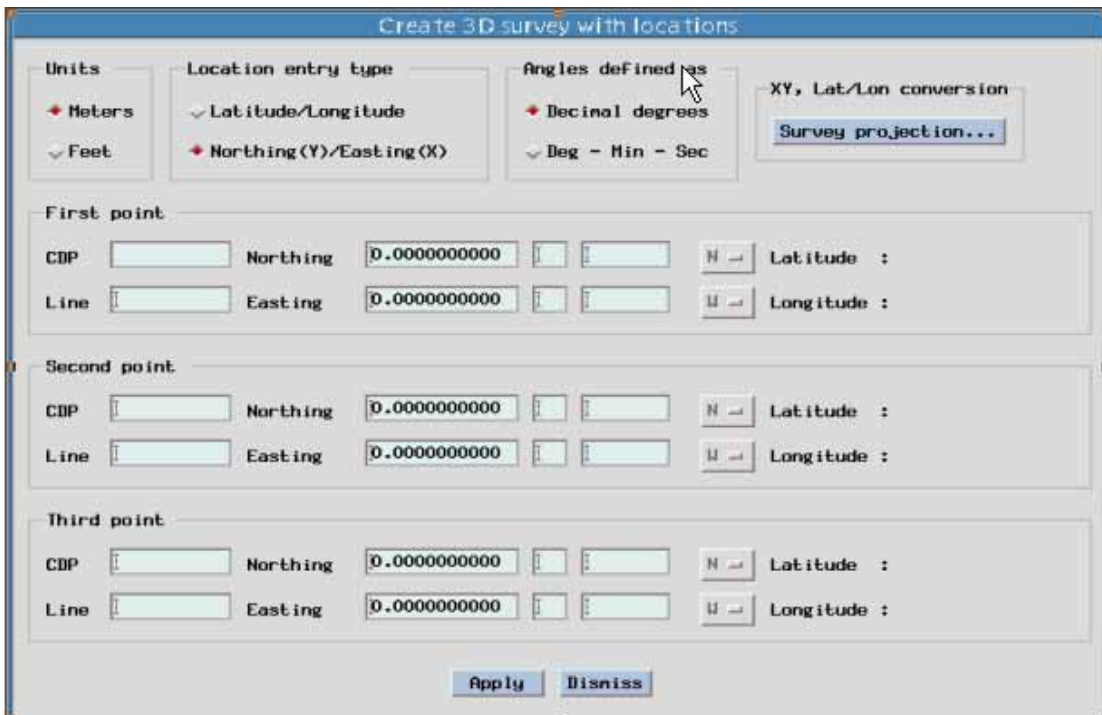 Create 3D survey with locations
Units
Location entry type
Angles defined as
XY, Lat/Lon conversion
Meters
Latitude/Longitude
Decimal degrees
Survey projection...
Feet
Northing(Y)/Easting(X)
Deg - Min - Sec
First point
CDP Northing 0.0000000000 N Latitude :
Line Easting 0.0000000000 W Longitude :
Second point
CDP Northing 0.0000000000 N Latitude :
Line Easting 0.0000000000 W Longitude :
Third point
CDP Northing 0.0000000000 N Latitude :
Line Easting 0.0000000000 W Longitude :
Apply Dismiss